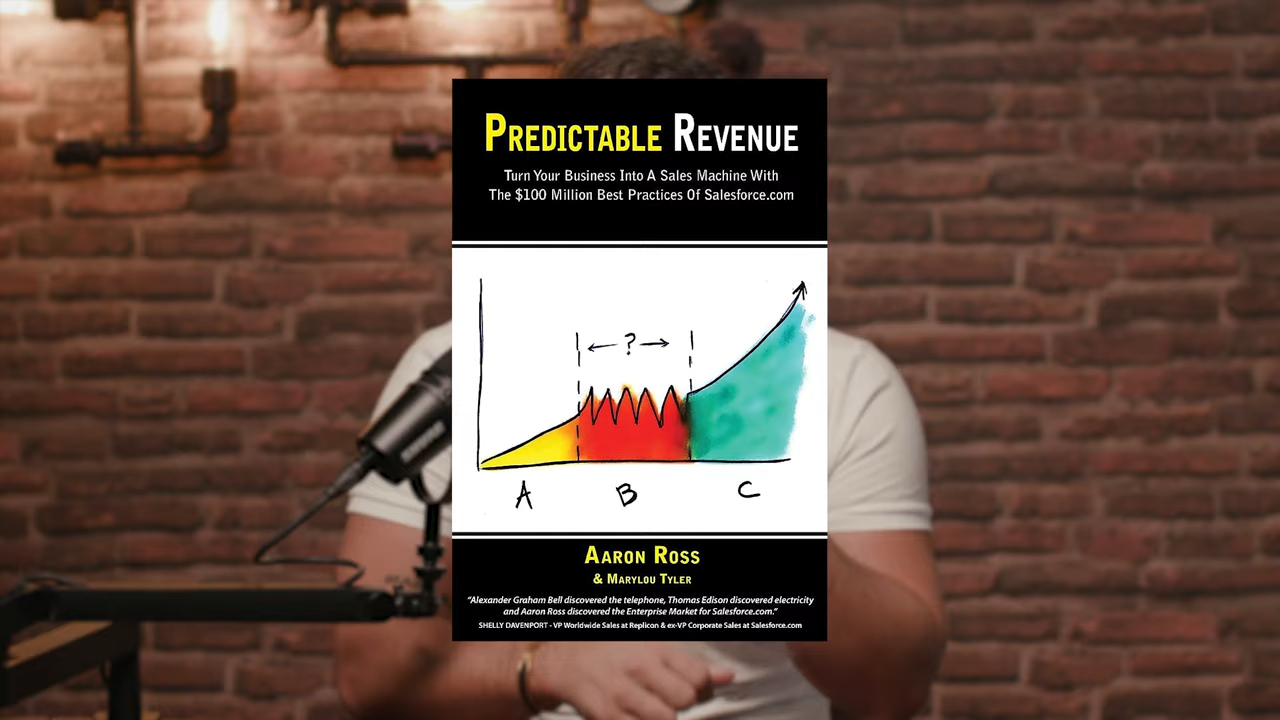 PREDICTABLE REVENUE
Turn Your Business Into A Sales Machine With
The $100 Million Best Practices Of Salesforce.com
?
A B C
AARON ROSS
& MARYLOU TYLER
"Alexander Graham Bell discovered the telephone, Thomas Edison discovered electricity
and Aaron Ross discovered the Enterprise Market for Salesforce.com."
SHELLY DAVENPORT - VP Worldwide Sales at Replicon & ex-VP Corporate Sales at Salesforce.com